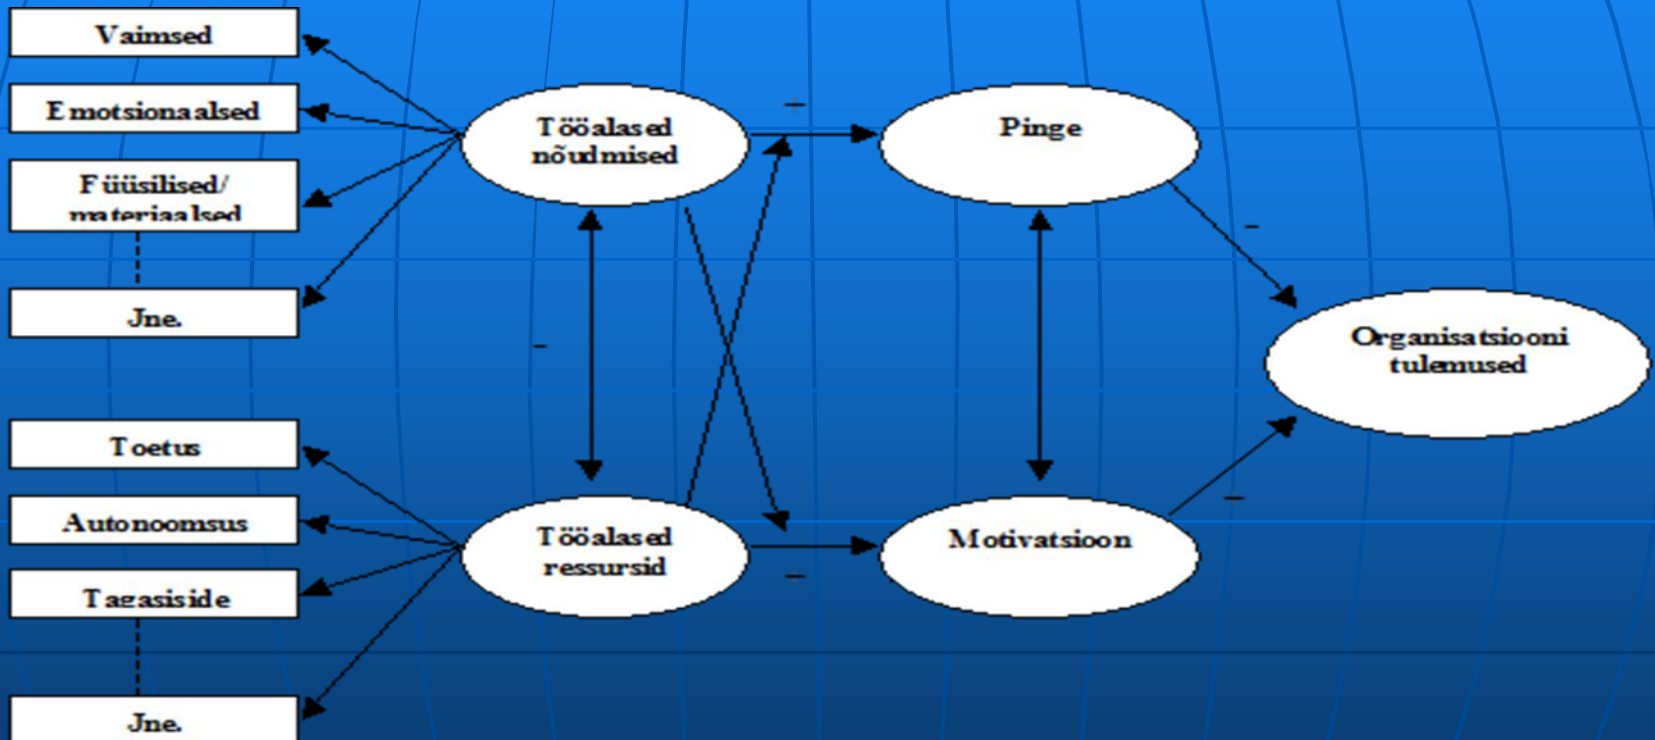 Vaimsed
Emotsionaalsed
Füüsilised/
materiaalsed
Jne.
Toetus
Autonoomsus
Tagasiside
Jne.
Tööalased
nõudmised
Tööalased
ressursid
–
–
–
Pinge
Motivatsioon
–
–
Organisatsiooni
tulemused